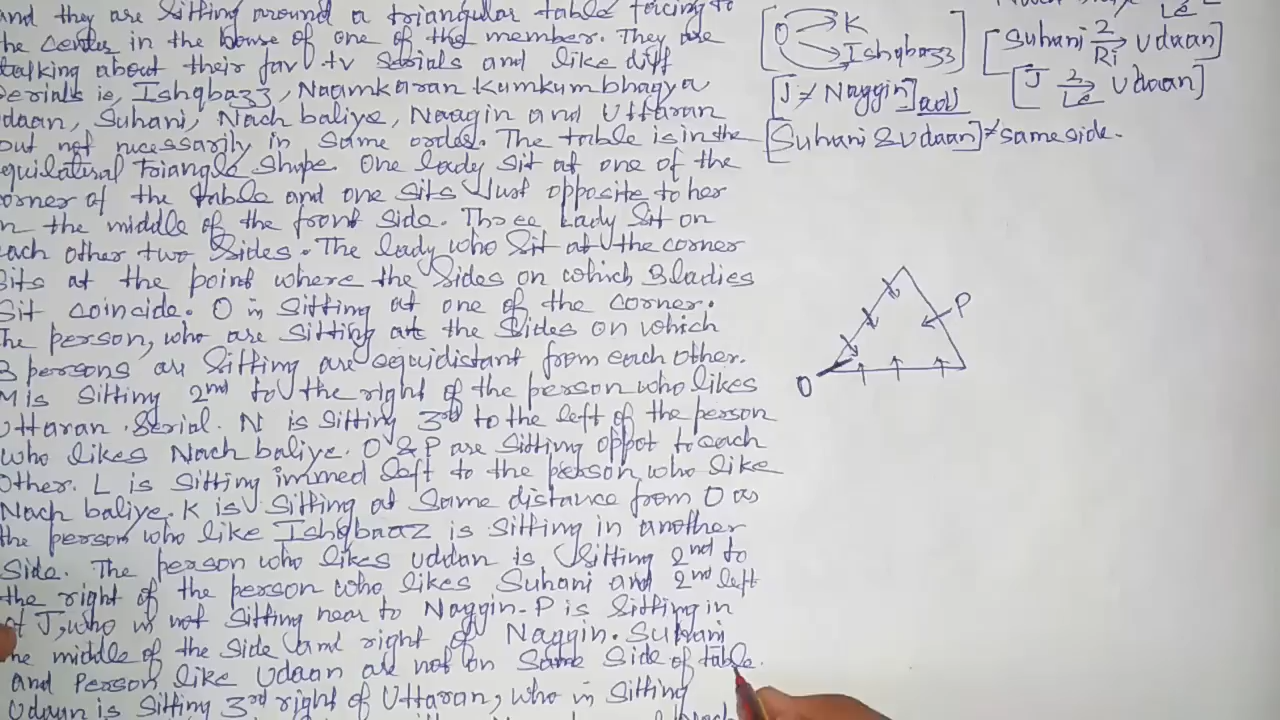 and they are sitting around a triangular table facing to
the center in the house of one of the member. They are
talking about their fav tv serials and like diff
serials ie, Ishqbazz, Naamkaran Kumkumbhagya
daan, Suhani, Nach baliye, Naagin and Uttaran
but not necessarily in same order. The table is in the
equilateral triangle shape. One lady sit at one of the
orner of the table and one sits Just opposite to her
n the middle of the front side. Three Lady sit on
each other two sides. The lady who sit at the corner
sits at the point where the sides on which 3 ladies
sit coincide. O is sitting at one of the corner.
The person, who are sitting at the sides on which
3 persons are sitting are equidistant from each other.
M is sitting 2nd to the right of the person who likes
Uttaran Serial. N is sitting 3rd to the left of the person
who likes Nach baliye. O & P are sitting oppot to each
other. L is sitting immed left to the person who like
Nach baliye. K is sitting at same distance from O as
the person who like Ishqbaaz is sitting in another
side. The person who likes uddan is sitting 2nd to
the right of the person who likes Suhani and 2nd left
of J, who is not sitting near to Naggin. P is sitting in
he middle of the side and right of Naggin. Suhani
and Person like Udaan are not on same side of table.
Udaan is sitting 3rd right of Uttaran, who is sitting
[O K
Ishqbazz]
[Suhani 2 Ri Udaan]
Le
[J ≠ Naggin] adj
[J 2 Le Udaan]
[Suhani & Udaan] ≠ same side.
P
O